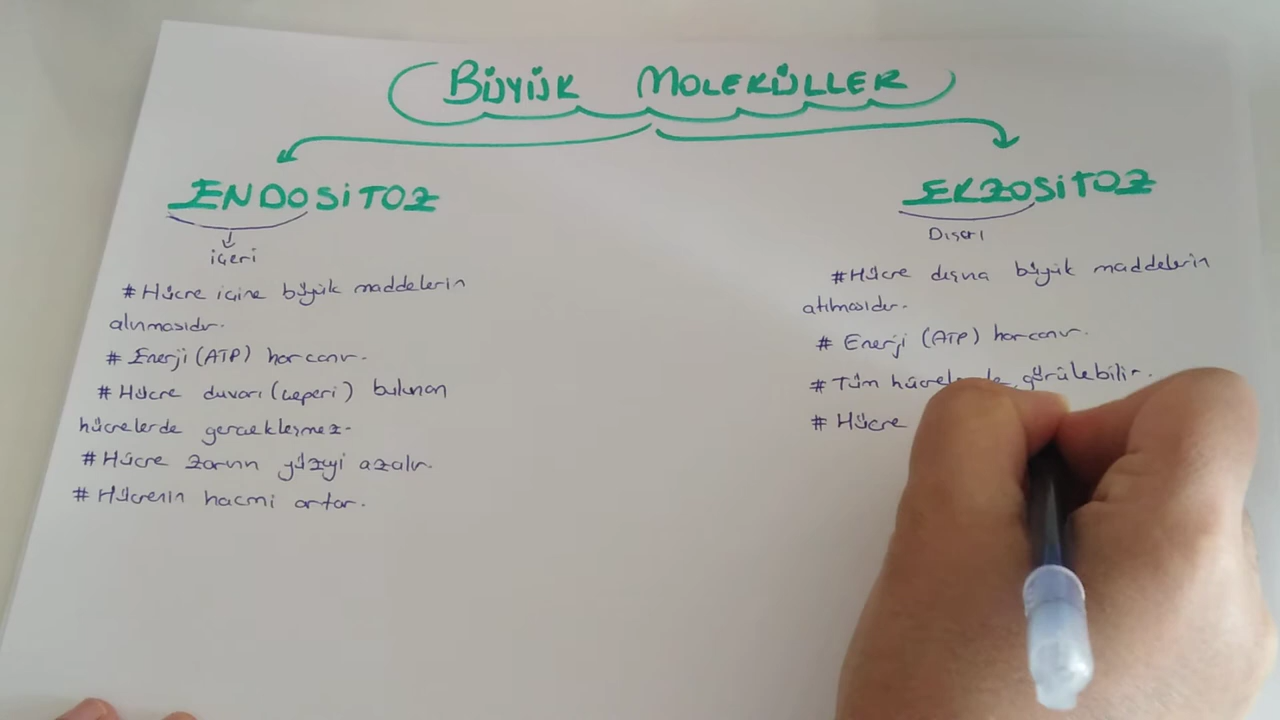 BÜYÜK MOLEKÜLLER
ENDOSİTOZ
içeri
# Hücre içine büyük maddelerin
alınmasıdır.
# Enerji (ATP) harcanır.
# Hücre duvarı (çeperi) bulunan
hücrelerde gerçekleşmez.
# Hücre zarının yüzeyi azalır.
# Hücrenin hacmi artar.
EKZOSİTOZ
Dışarı
# Hücre dışına büyük maddelerin
atılmasıdır.
# Enerji (ATP) harcanır.
# Tüm hücrelerde görülebilir.
# Hücre